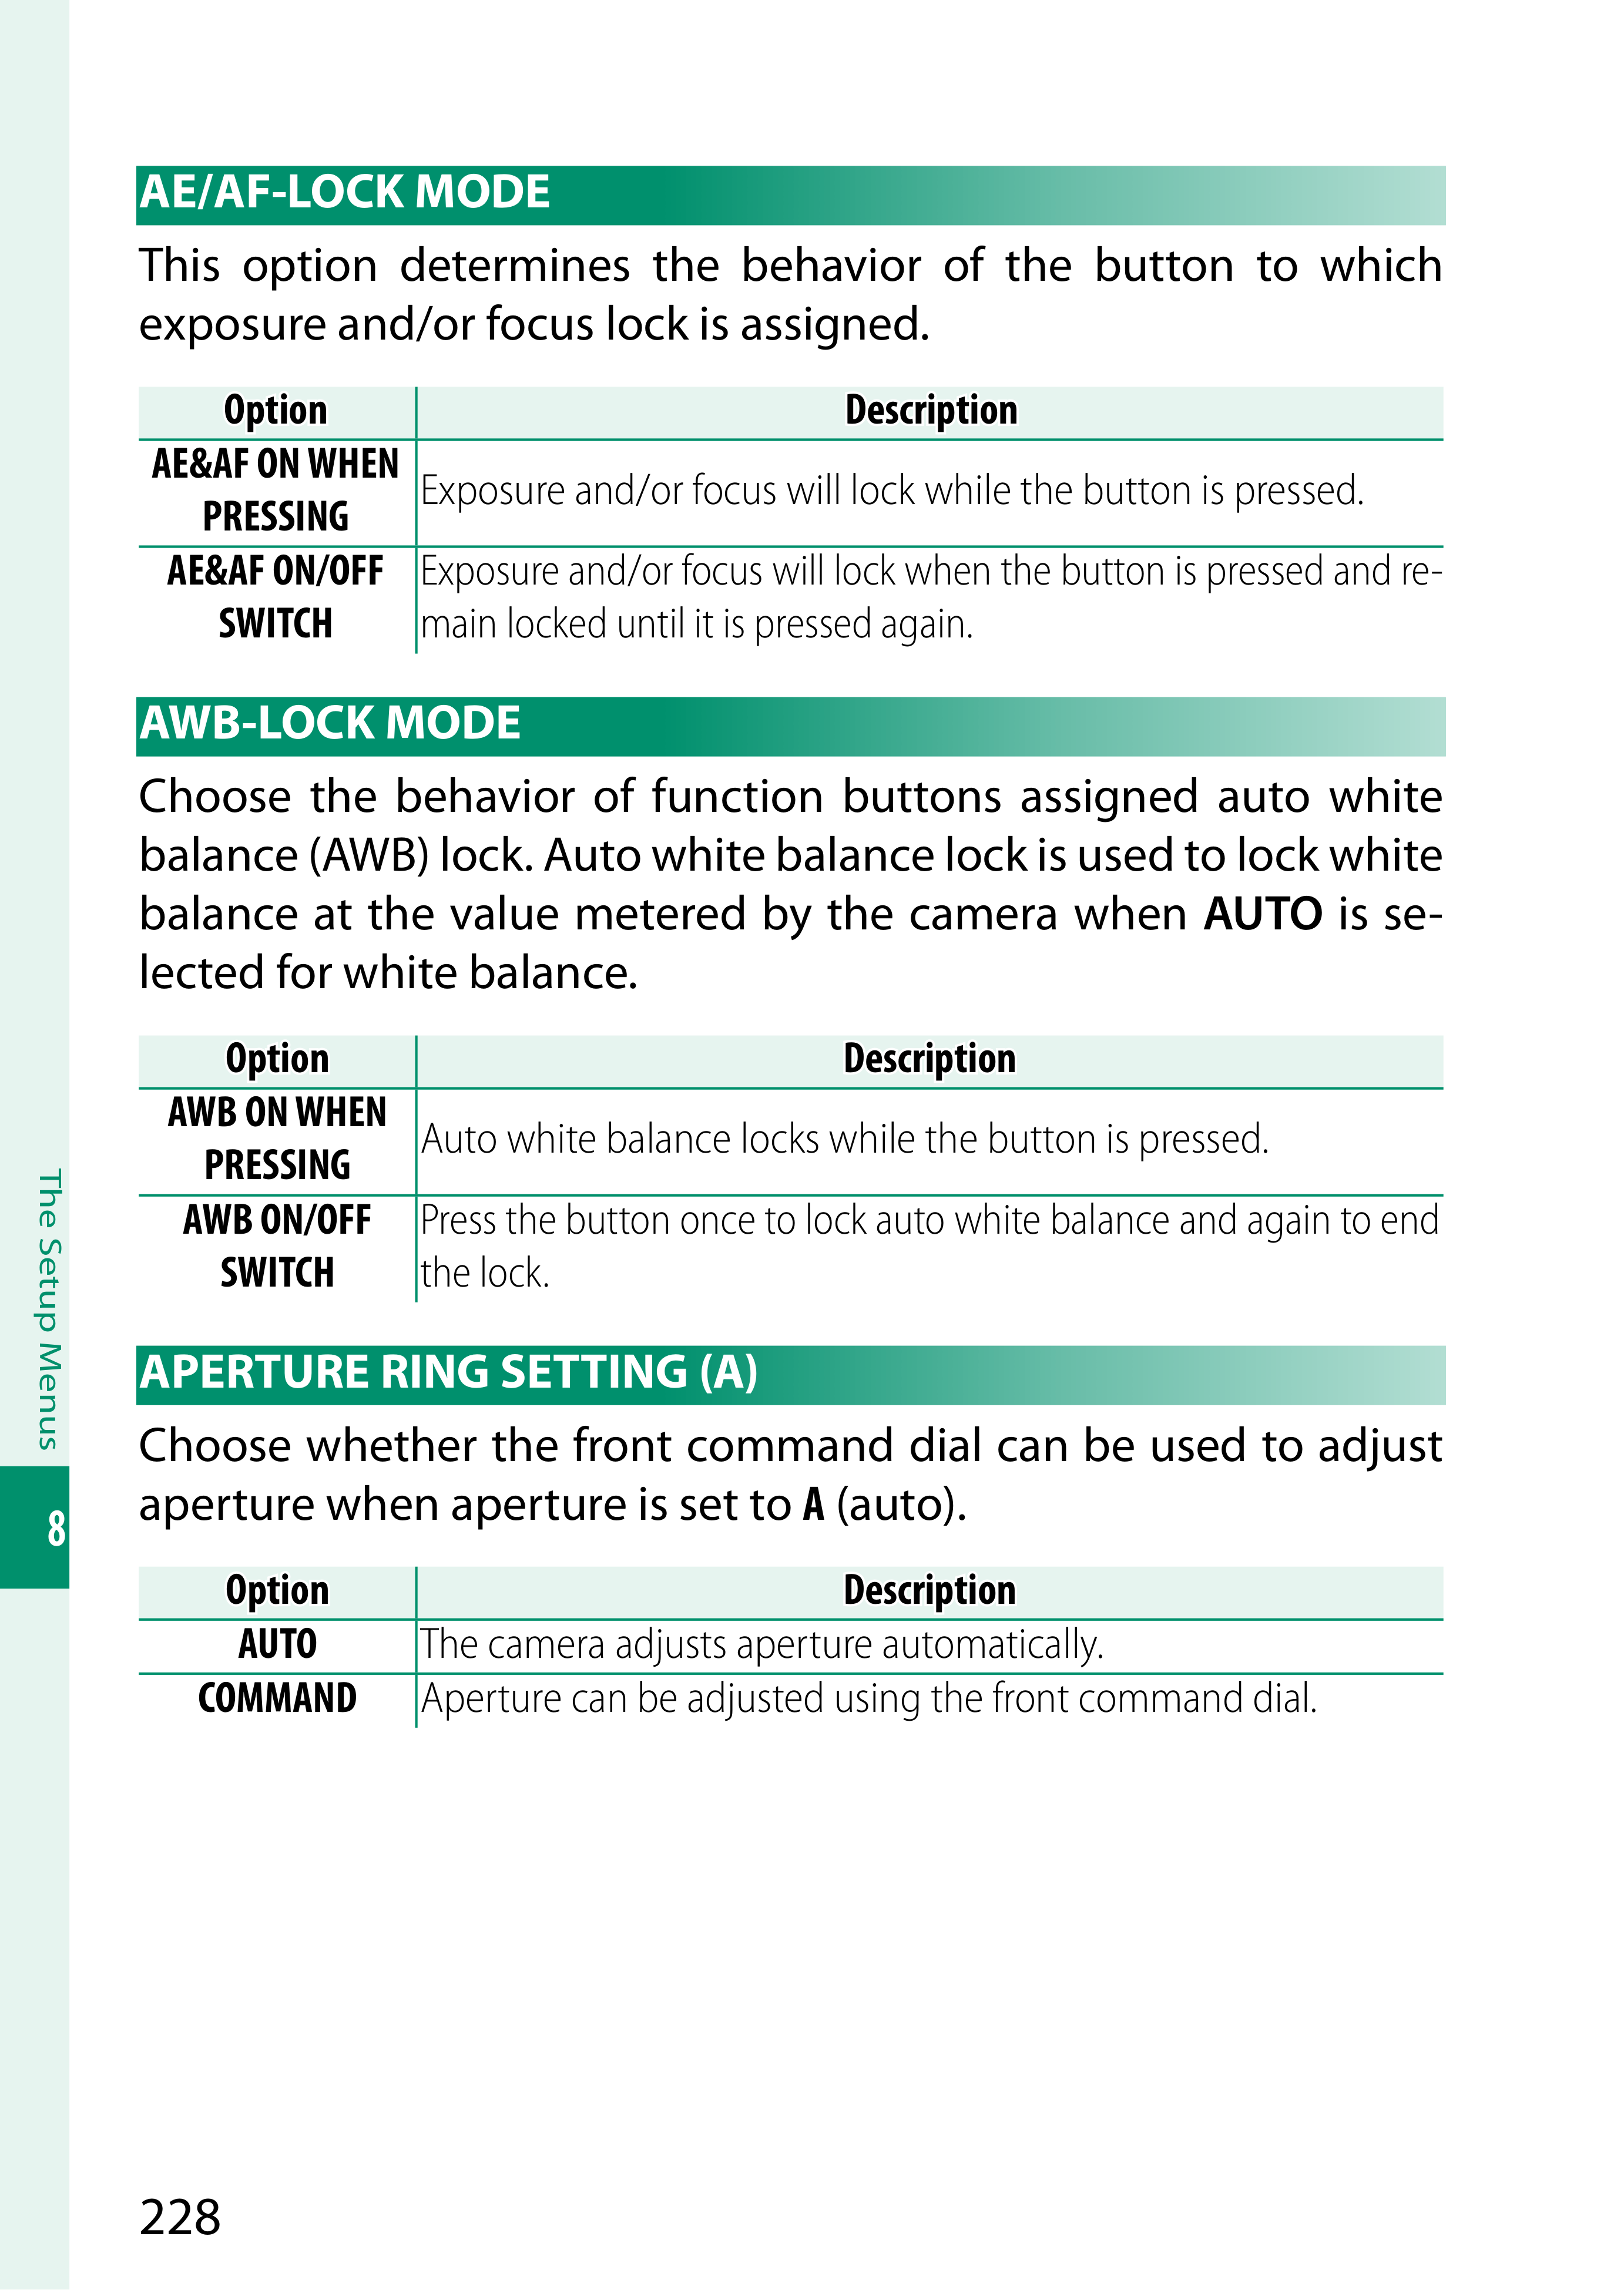 AE/AF-LOCK MODE
This option determines the behavior of the button to which
exposure and/or focus lock is assigned.
Option Description
AE&AF ON WHEN
PRESSING
Exposure and/or focus will lock while the button is pressed.
AE&AF ON/OFF
SWITCH
Exposure and/or focus will lock when the button is pressed and re-
main locked until it is pressed again.
AWB-LOCK MODE
Choose the behavior of function buttons assigned auto white
balance (AWB) lock. Auto white balance lock is used to lock white
balance at the value metered by the camera when AUTO is se-
lected for white balance.
Option Description
AWB ON WHEN
PRESSING
Auto white balance locks while the button is pressed.
AWB ON/OFF
SWITCH
Press the button once to lock auto white balance and again to end
the lock.
APERTURE RING SETTING (A)
Choose whether the front command dial can be used to adjust
aperture when aperture is set to A (auto).
Option Description
AUTO The camera adjusts aperture automatically.
COMMAND Aperture can be adjusted using the front command dial.
The Setup Menus
8
228